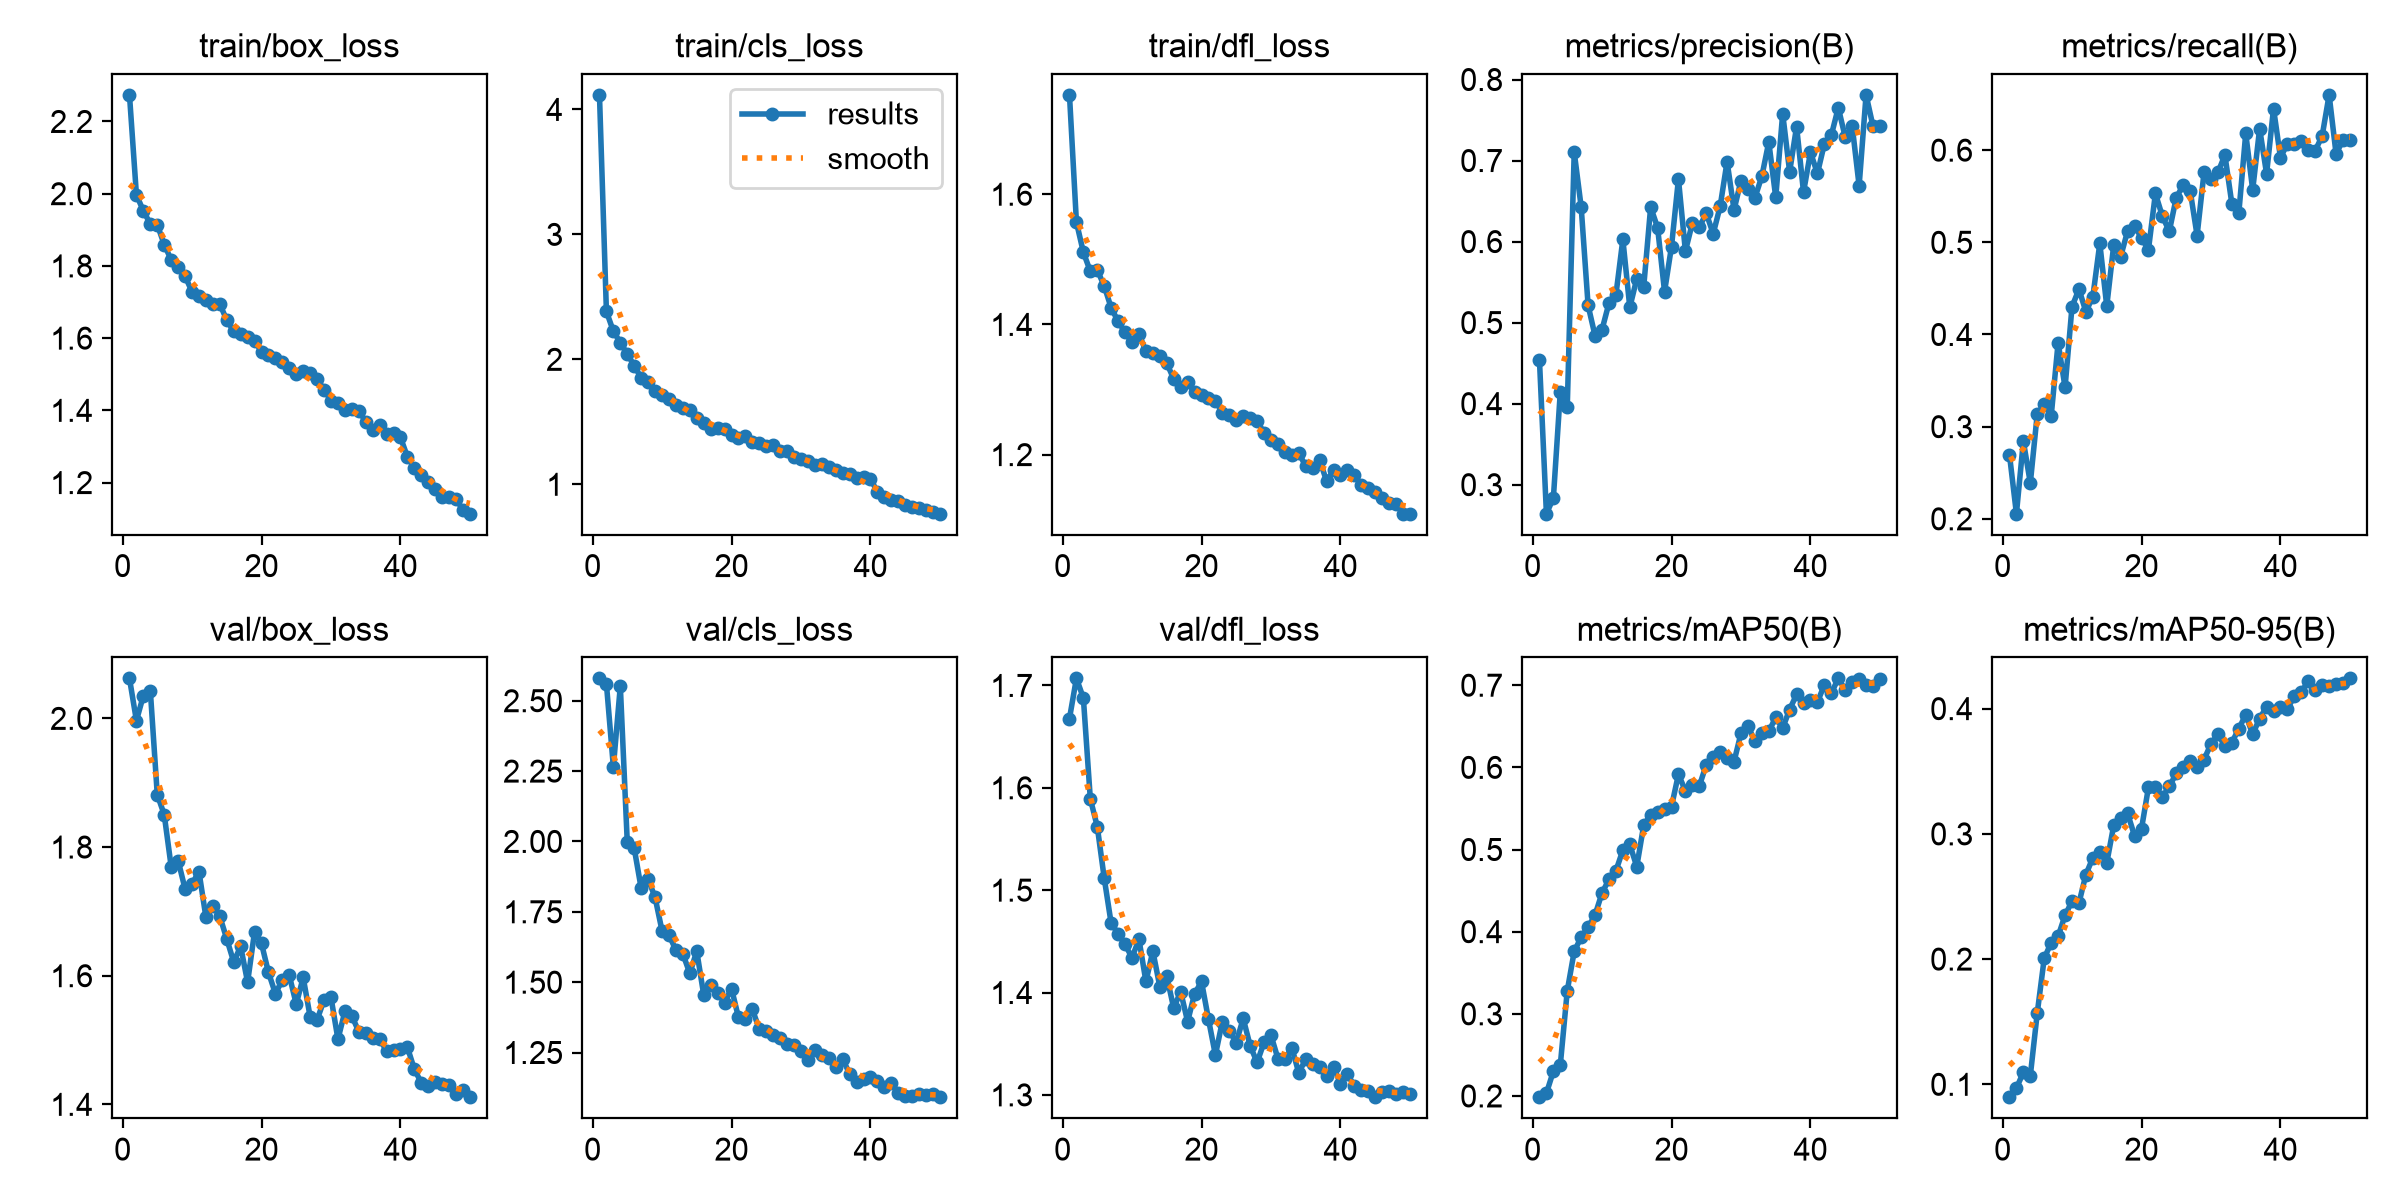 train/box_loss
2.2
2.0
1.8
1.6
1.4
1.2
0 20 40
train/cls_loss
results
smooth
4
3
2
1
0 20 40
train/dfl_loss
1.6
1.4
1.2
0 20 40
metrics/precision(B)
0.8
0.7
0.6
0.5
0.4
0.3
0 20 40
metrics/recall(B)
0.6
0.5
0.4
0.3
0.2
0 20 40
val/box_loss
2.0
1.8
1.6
1.4
0 20 40
val/cls_loss
2.50
2.25
2.00
1.75
1.50
1.25
0 20 40
val/dfl_loss
1.7
1.6
1.5
1.4
1.3
0 20 40
metrics/mAP50(B)
0.7
0.6
0.5
0.4
0.3
0.2
0 20 40
metrics/mAP50-95(B)
0.4
0.3
0.2
0.1
0 20 40